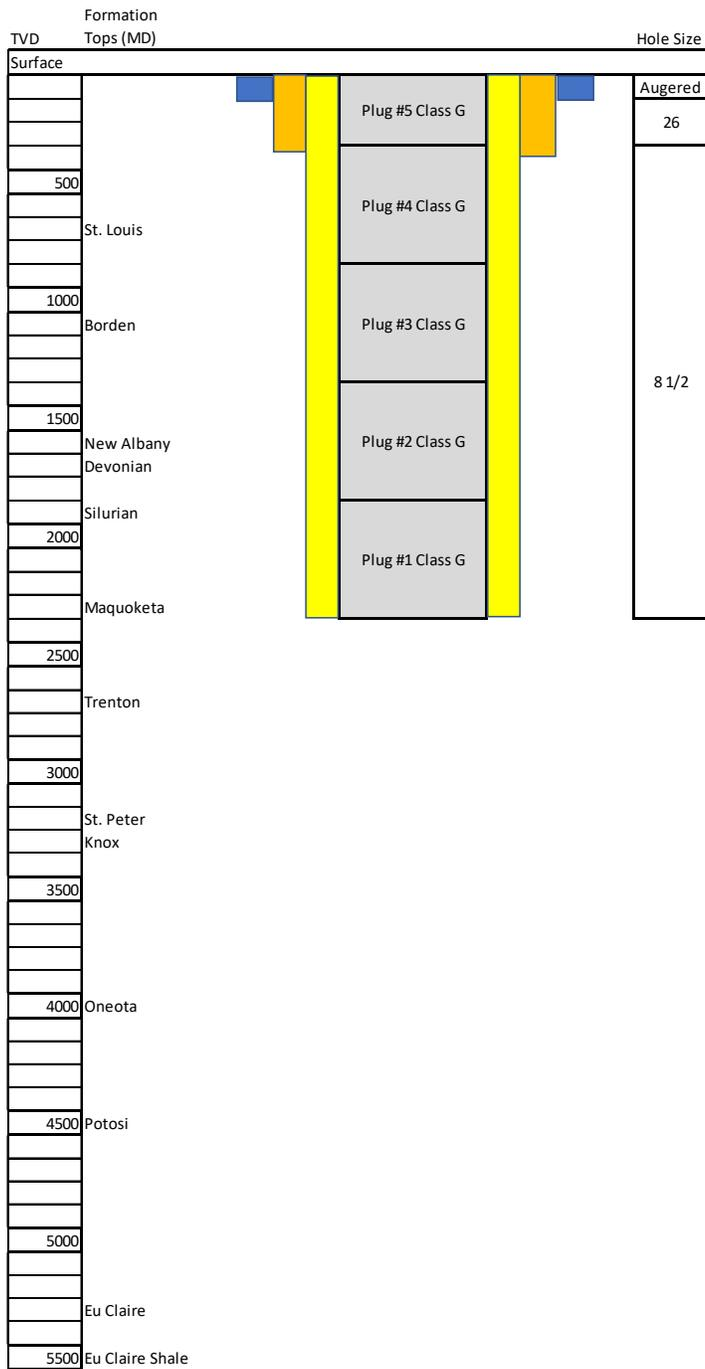 Formation
TVD Tops (MD) Hole Size
Surface
Augered
Plug #5 Class G
26
500
Plug #4 Class G
St. Louis
1000
Borden
Plug #3 Class G
8 1/2
1500
New Albany
Plug #2 Class G
Devonian
Silurian
2000
Plug #1 Class G
Maquoketa
2500
Trenton
3000
St. Peter
Knox
3500
4000 Oneota
4500 Potosi
5000
Eu Claire
5500 Eu Claire Shale